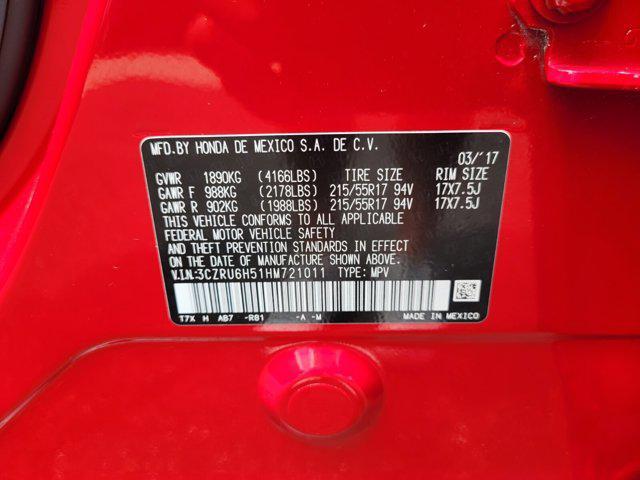 MFD.BY HONDA DE MEXICO S.A. DE C.V.
03/'17
GVWR 1890KG (4166LBS) TIRE SIZE RIM SIZE
GAWR F 988KG (2178LBS) 215/55R17 94V 17X7.5J
GAWR R 902KG (1988LBS) 215/55R17 94V 17X7.5J
THIS VEHICLE CONFORMS TO ALL APPLICABLE
FEDERAL MOTOR VEHICLE SAFETY
AND THEFT PREVENTION STANDARDS IN EFFECT
ON THE DATE OF MANUFACTURE SHOWN ABOVE.
V.I.N:3CZRU6H51HM721011 TYPE: MPV
T7X H AB7 -R81 -A -M MADE IN MEXICO